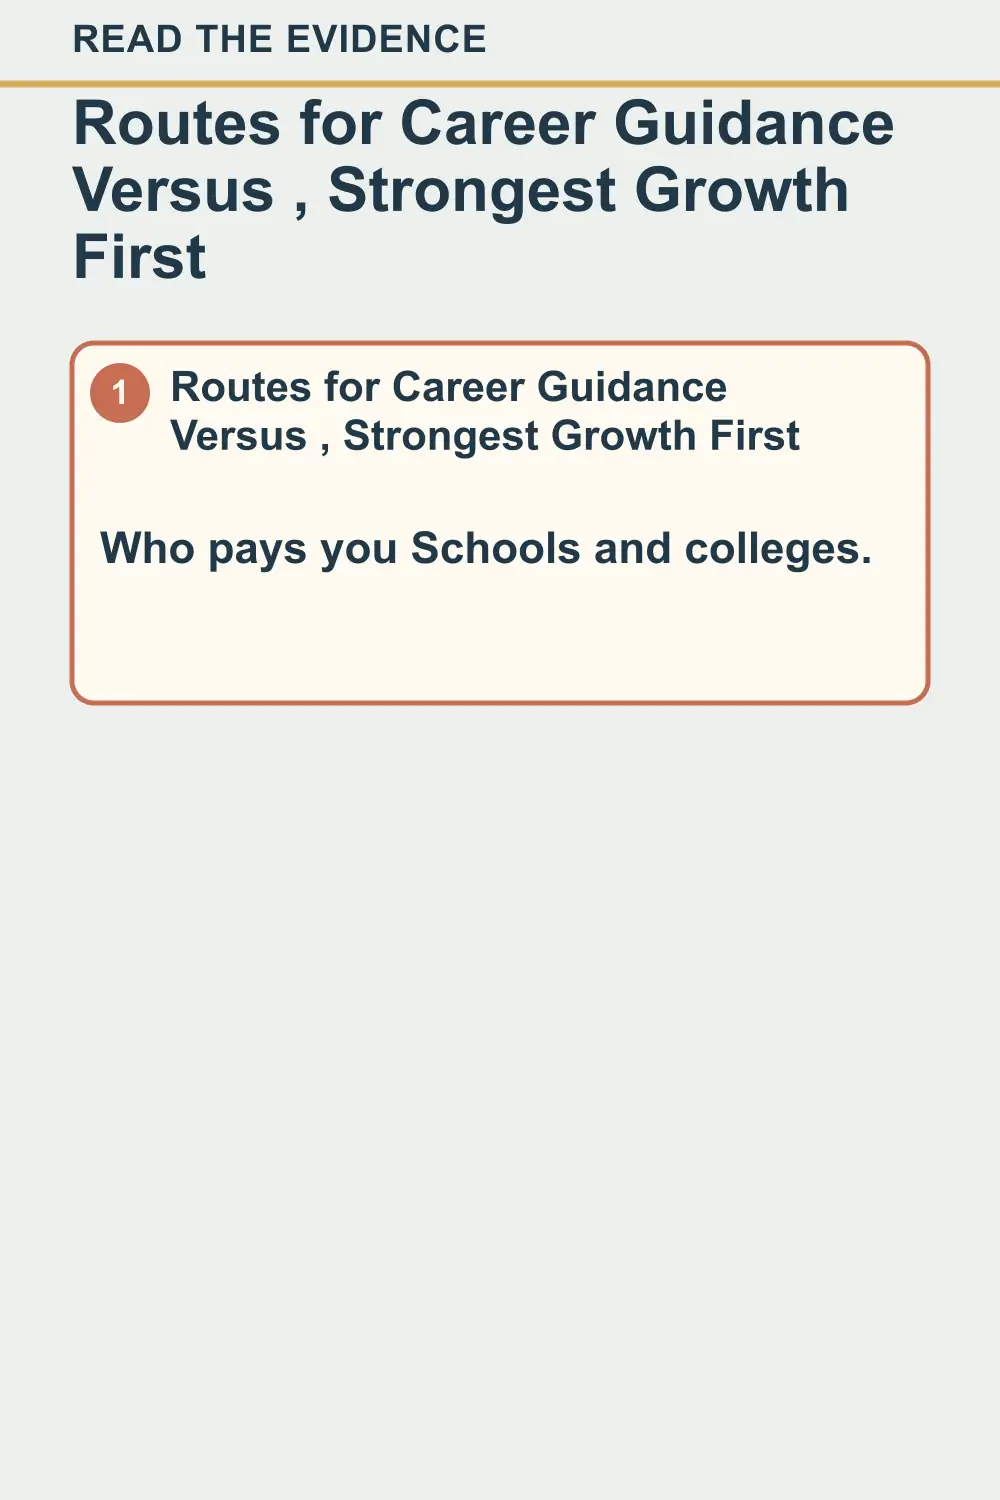 READ THE EVIDENCE
Routes for Career Guidance
Versus , Strongest Growth
First
1
Routes for Career Guidance
Versus , Strongest Growth First
Who pays you Schools and colleges.